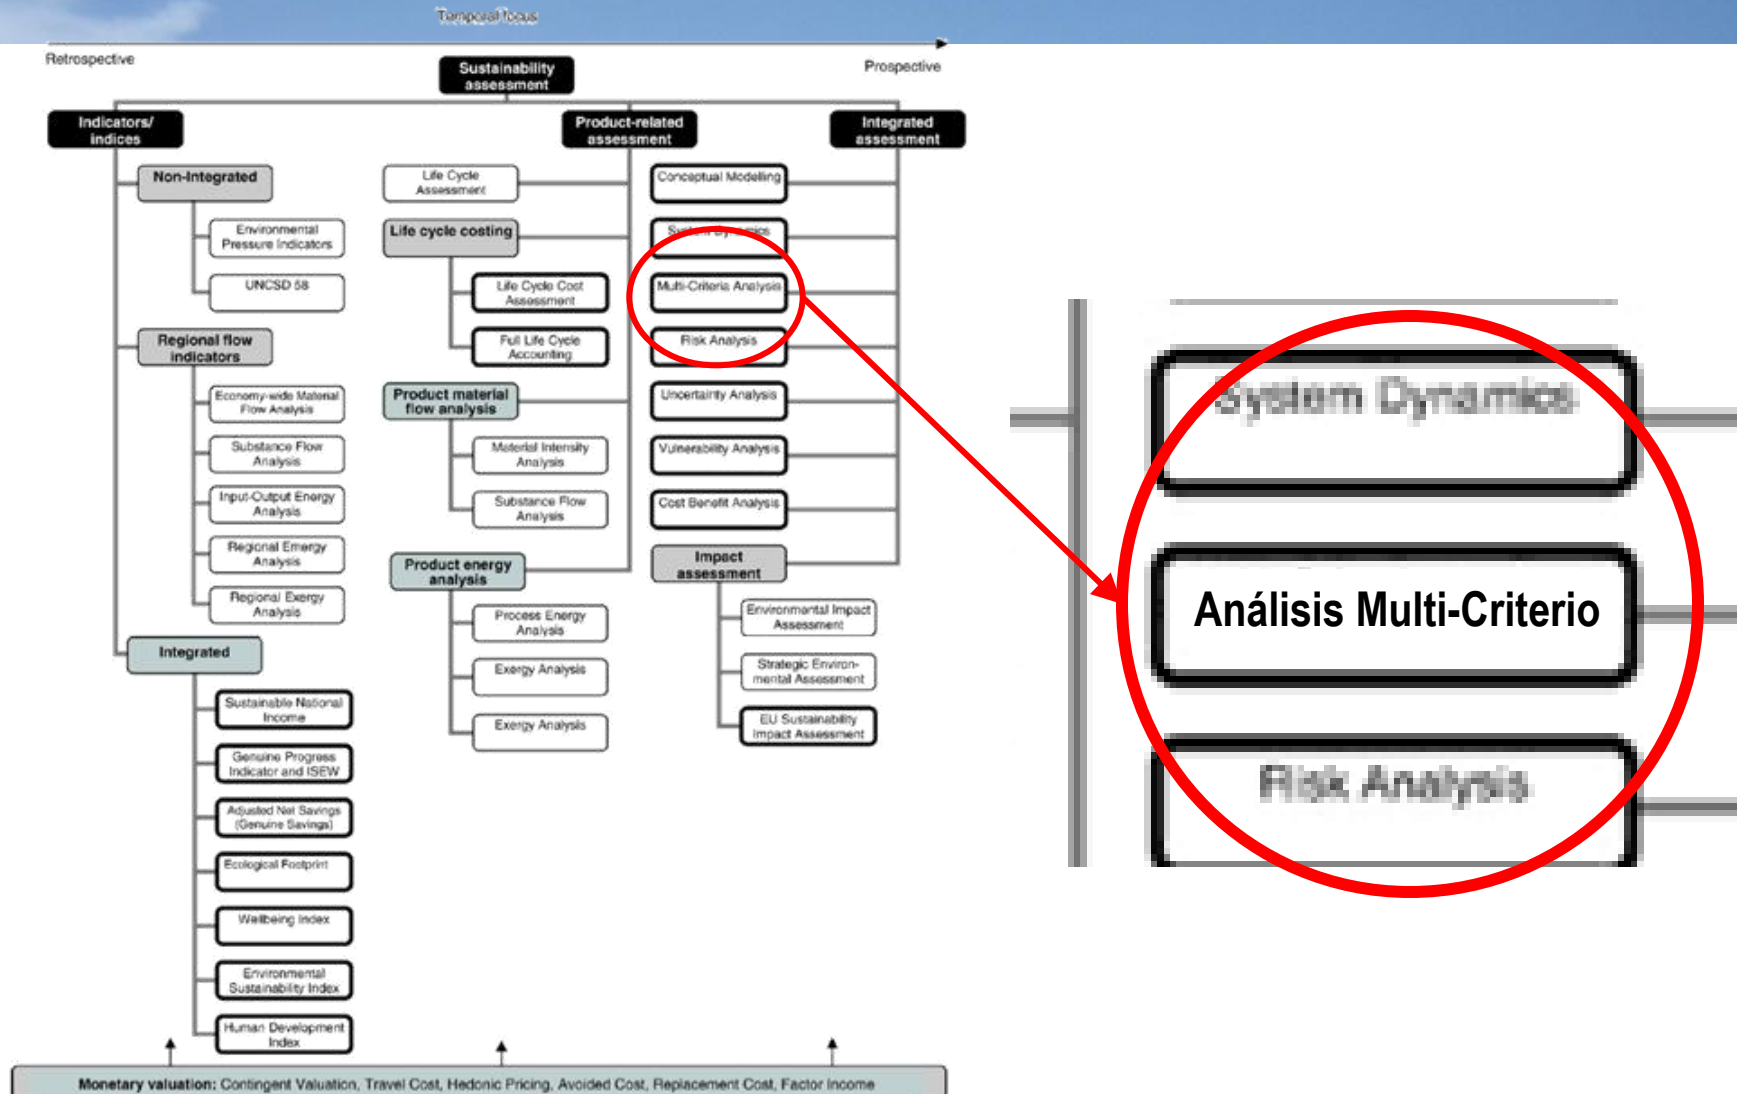 Temporal focus
Retrospective
Prospective
Sustainability
assessment
Indicators/
indices
Product-related
assessment
Integrated
assessment
Non-Integrated
Environmental
Pressure Indicators
UNCSD 58
Regional flow
indicators
Economy-wide Material
Flow Analysis
Substance Flow
Analysis
Input-Output Energy
Analysis
Regional Emergy
Analysis
Regional Exergy
Analysis
Integrated
Sustainable National
Income
Genuine Progress
Indicator and ISEW
Adjusted Net Savings
(Genuine Savings)
Ecological Footprint
Wellbeing Index
Environmental
Sustainability Index
Human Development
Index
Life Cycle
Assessment
Life cycle costing
Life Cycle Cost
Assessment
Full Life Cycle
Accounting
Product material
flow analysis
Material Intensity
Analysis
Substance Flow
Analysis
Product energy
analysis
Process Energy
Analysis
Exergy Analysis
Exergy Analysis
Conceptual Modelling
System Dynamics
Multi-Criteria Analysis
Risk Analysis
Uncertainty Analysis
Vulnerability Analysis
Cost Benefit Analysis
Impact
assessment
Environmental Impact
Assessment
Strategic Environ-
mental Assessment
EU Sustainability
Impact Assessment
Monetary valuation: Contingent Valuation, Travel Cost, Hedonic Pricing, Avoided Cost, Replacement Cost, Factor Income
System Dynamics
Análisis Multi-Criterio
Risk Analysis